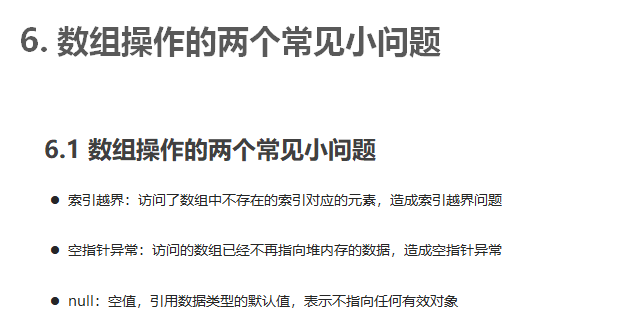 6. 数组操作的两个常见小问题
6.1 数组操作的两个常见小问题
● 索引越界：访问了数组中不存在的索引对应的元素，造成索引越界问题
● 空指针异常：访问的数组已经不再指向堆内存的数据，造成空指针异常
● null：空值，引用数据类型的默认值，表示不指向任何有效对象